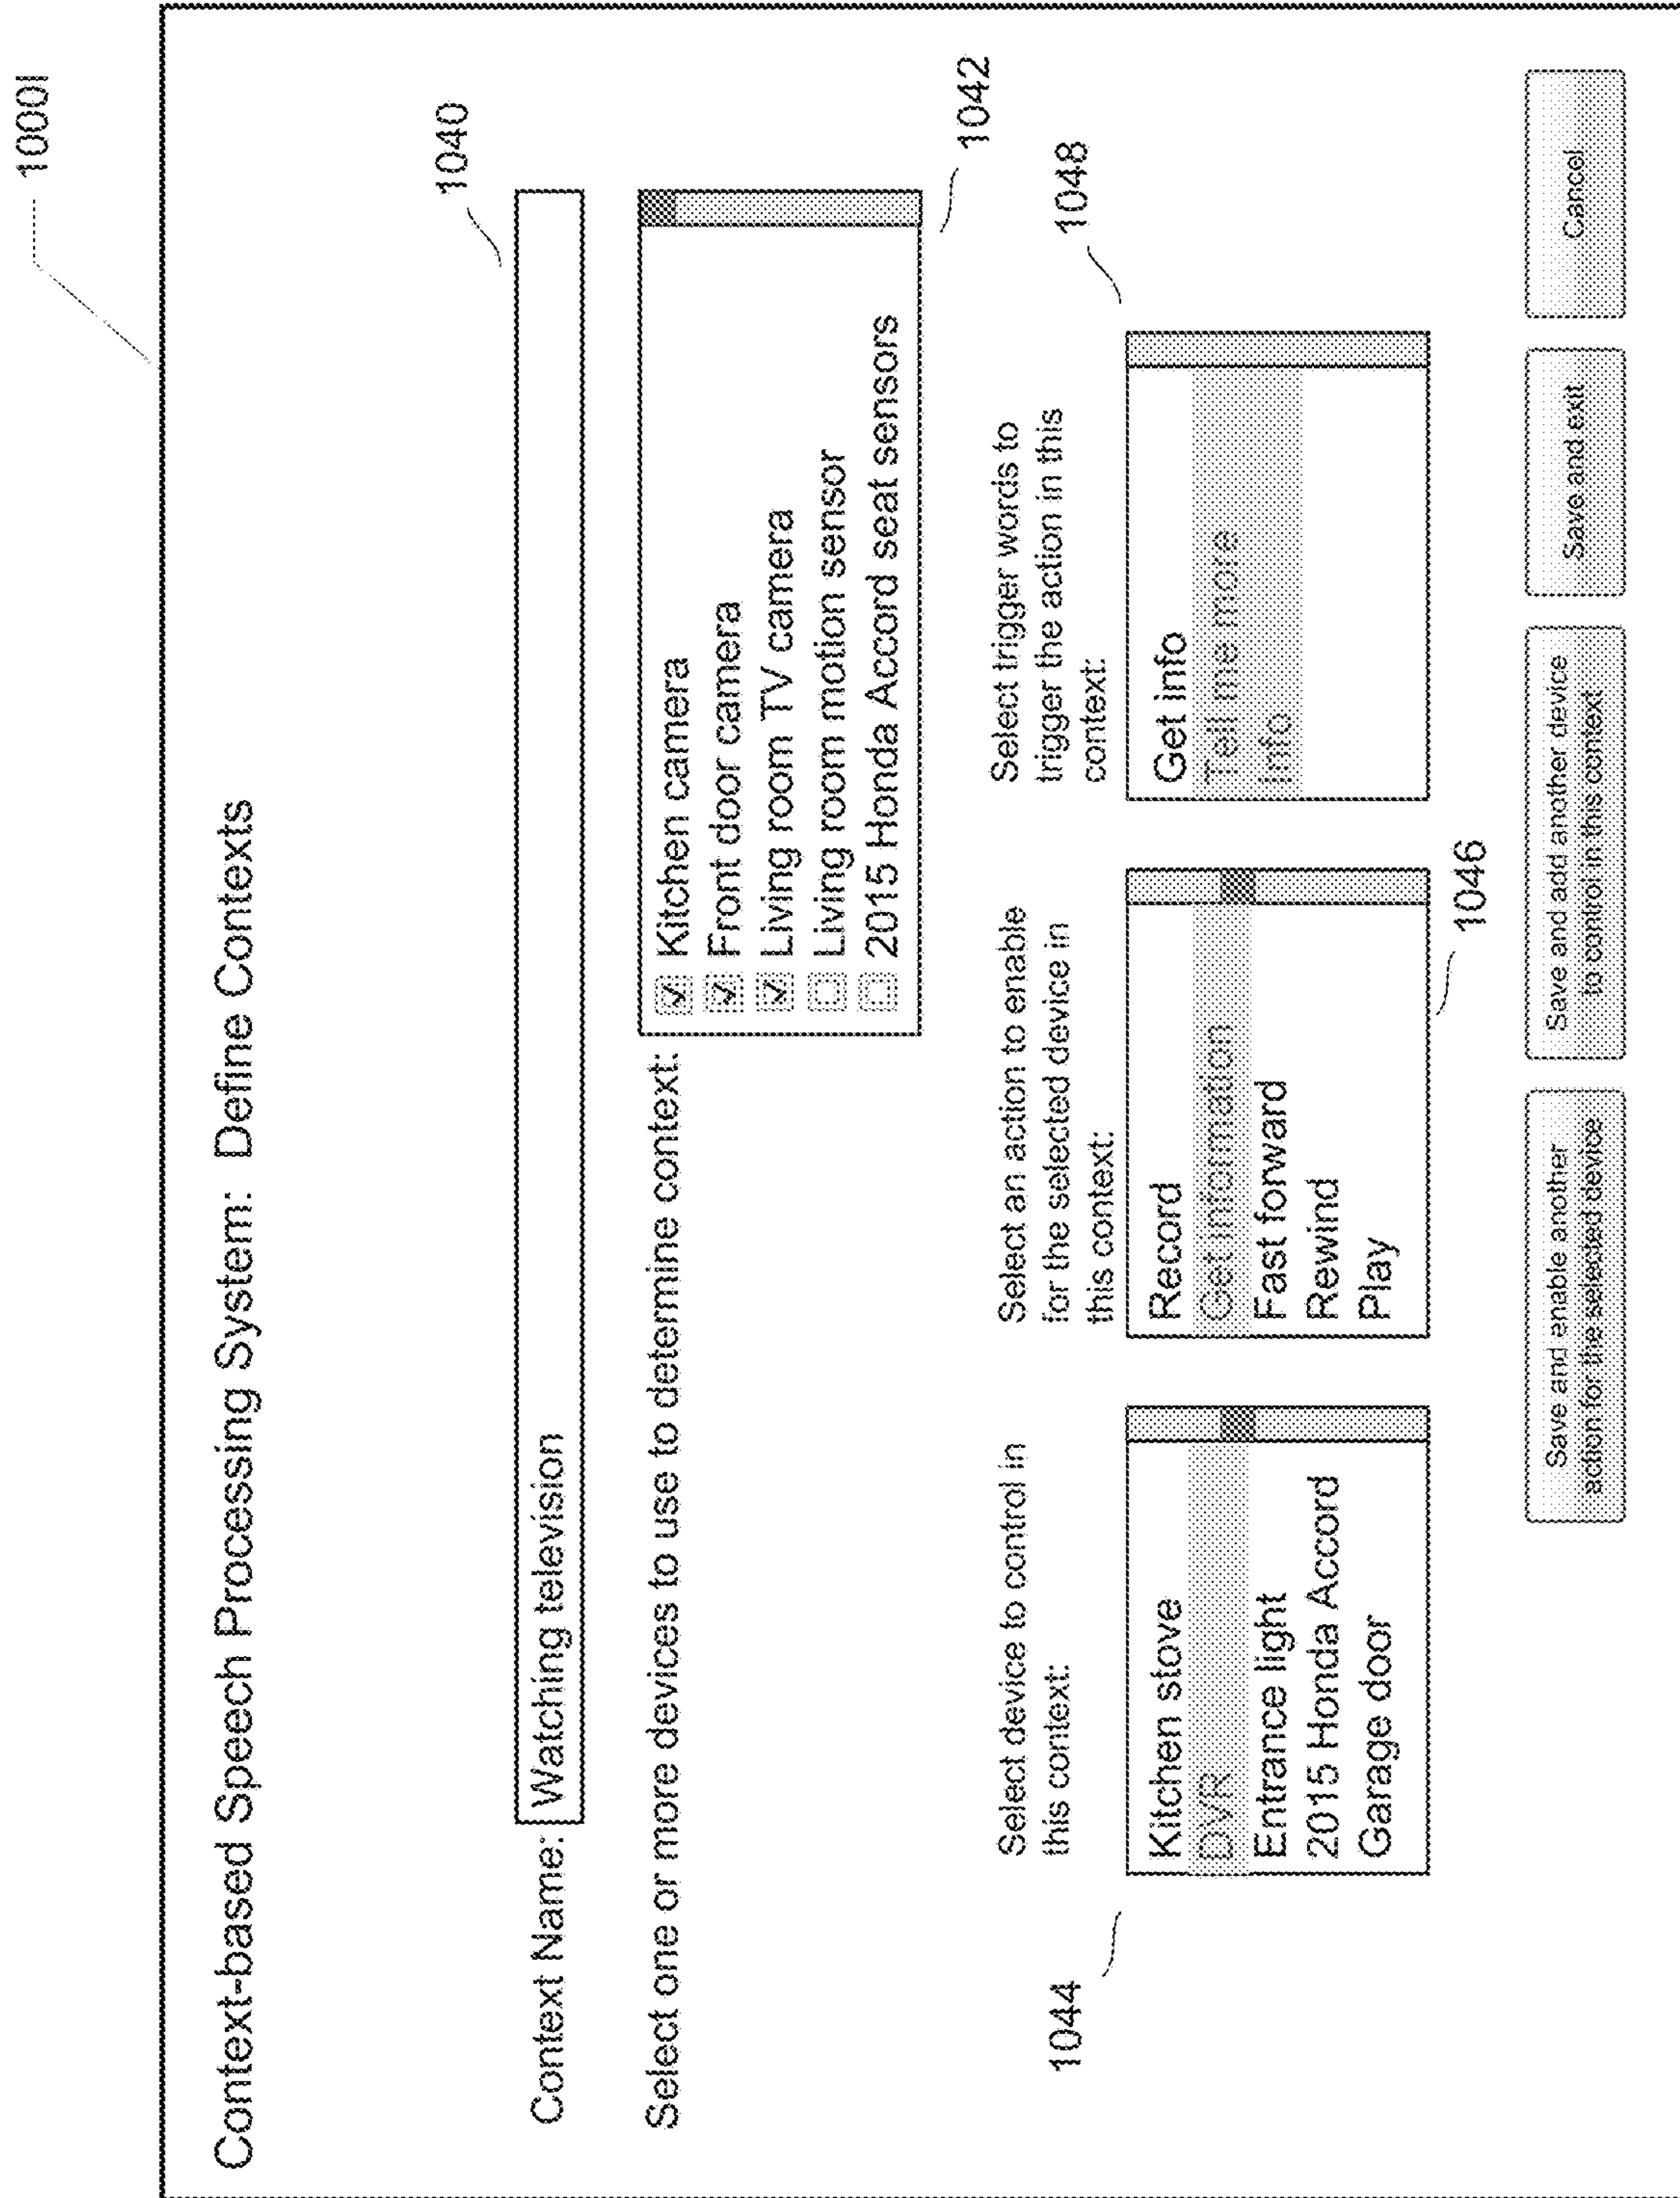 1000I
Context-based Speech Processing System: Define Contexts
1040
Context Name: Watching television
Select one or more devices to use to determine context:
Kitchen camera
Front door camera
Living room TV camera
Living room motion sensor
2015 Honda Accord seat sensors
1042
1044
Select device to control in
this context:
Kitchen stove
DVR
Entrance light
2015 Honda Accord
Garage door
Select an action to enable
for the selected device in
this context:
Record
Get information
Fast forward
Rewind
Play
1046
Select trigger words to
trigger the action in this
context:
1048
Get info
Tell me more
Info
Save and enable another
action for the selected device
Save and add another device
to control in this context
Save and exit
Cancel